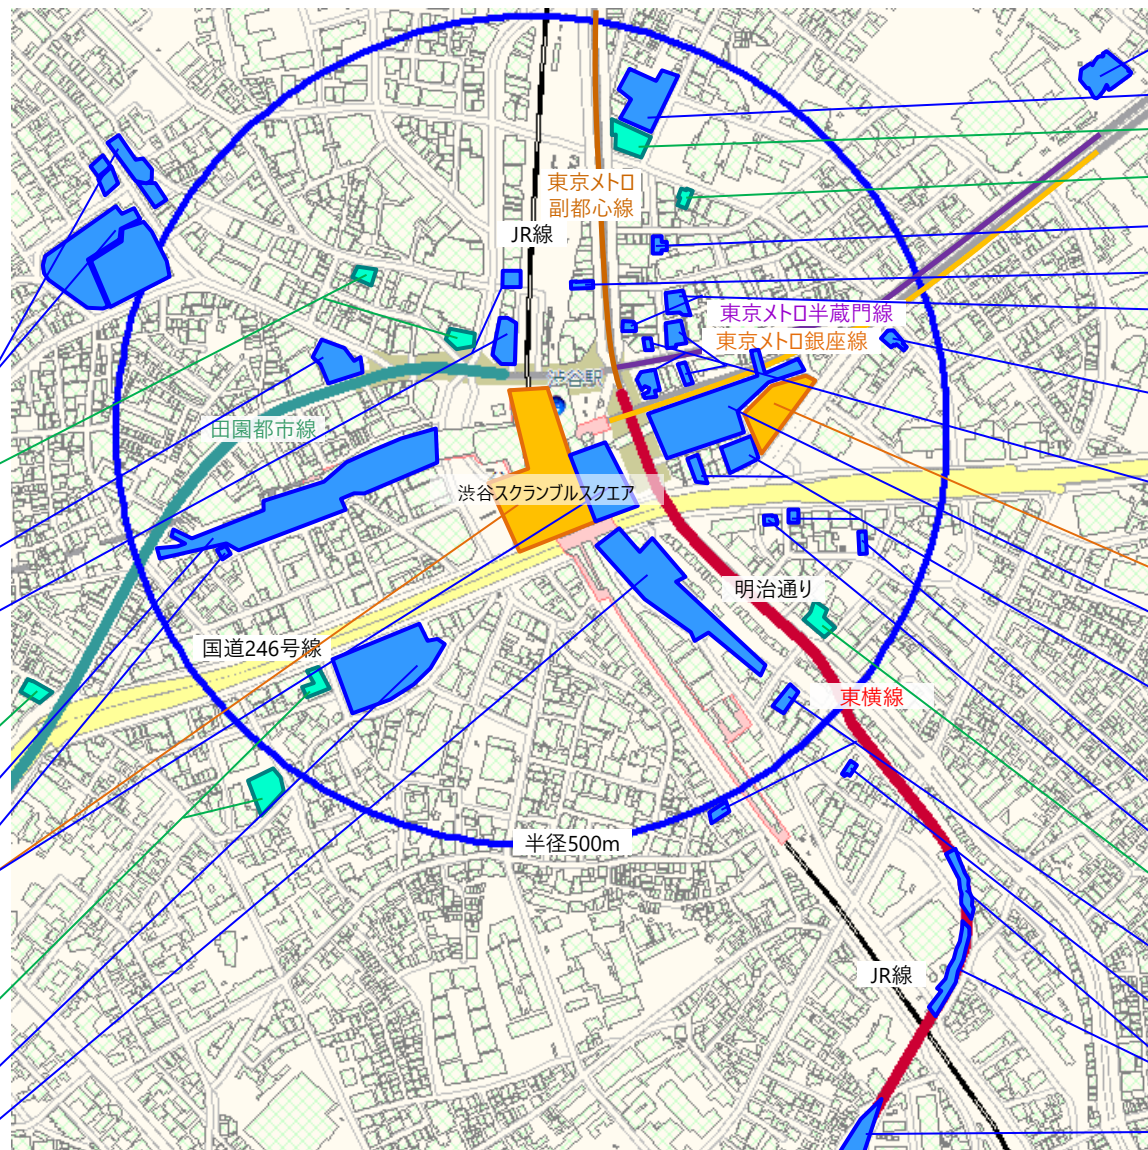 東京メトロ
副都心線
JR線
東京メトロ半蔵門線
東京メトロ銀座線
渋谷駅
田園都市線
渋谷スクランブルスクエア
明治通り
国道246号線
東横線
半径500m
JR線